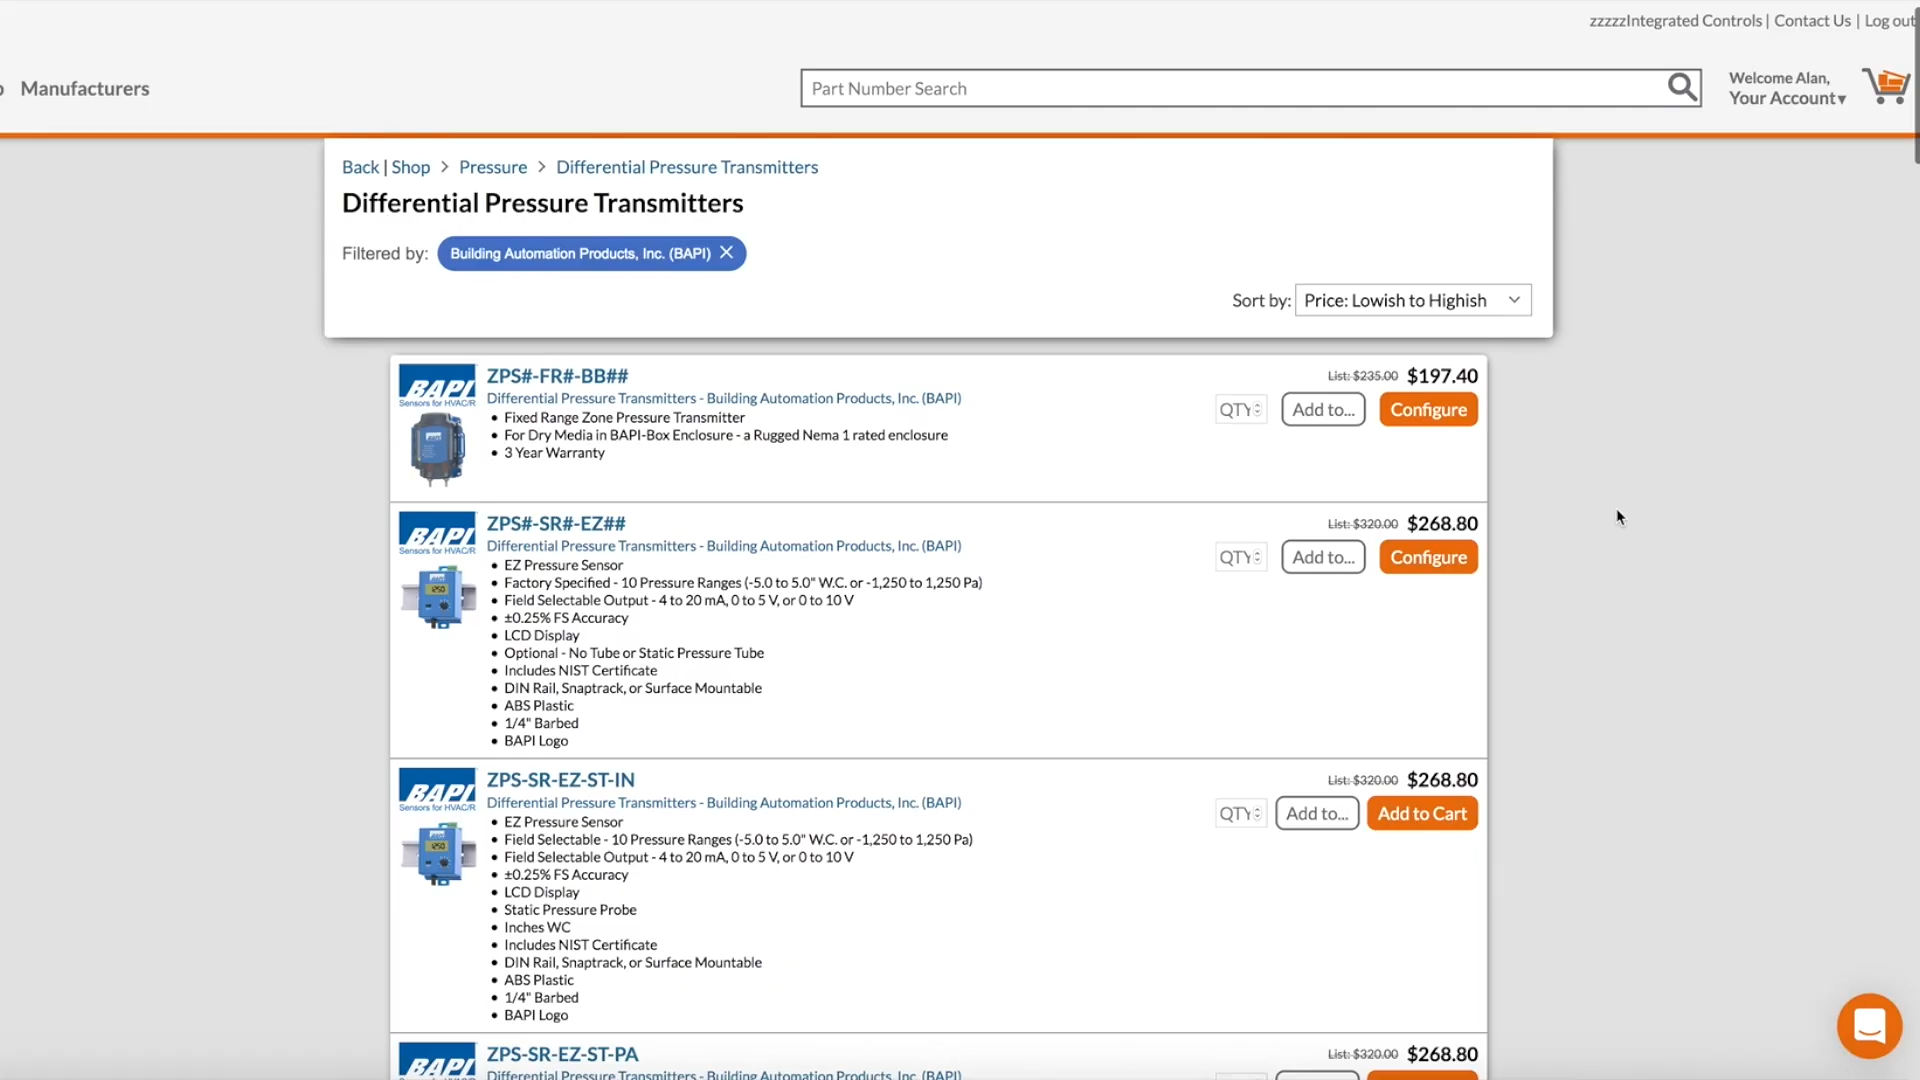 zzzzzIntegrated Controls | Contact Us | Log out
Manufacturers
Part Number Search
Welcome Alan,
Your Account▾
Back | Shop > Pressure > Differential Pressure Transmitters
Differential Pressure Transmitters
Filtered by: Building Automation Products, Inc. (BAPI) ✕
Sort by: Price: Lowish to Highish
BAPI
Sensors for HVAC/R
ZPS#-FR#-BB##
List: $235.00 $197.40
Differential Pressure Transmitters - Building Automation Products, Inc. (BAPI)
QTY Add to... Configure
• Fixed Range Zone Pressure Transmitter
• For Dry Media in BAPI-Box Enclosure - a Rugged Nema 1 rated enclosure
• 3 Year Warranty
BAPI
Sensors for HVAC/R
ZPS#-SR#-EZ##
List: $320.00 $268.80
Differential Pressure Transmitters - Building Automation Products, Inc. (BAPI)
QTY Add to... Configure
• EZ Pressure Sensor
• Factory Specified - 10 Pressure Ranges (-5.0 to 5.0" W.C. or -1,250 to 1,250 Pa)
• Field Selectable Output - 4 to 20 mA, 0 to 5 V, or 0 to 10 V
• ±0.25% FS Accuracy
• LCD Display
• Optional - No Tube or Static Pressure Tube
• Includes NIST Certificate
• DIN Rail, Snaptrack, or Surface Mountable
• ABS Plastic
• 1/4" Barbed
• BAPI Logo
BAPI
Sensors for HVAC/R
ZPS-SR-EZ-ST-IN
List: $320.00 $268.80
Differential Pressure Transmitters - Building Automation Products, Inc. (BAPI)
QTY Add to... Add to Cart
• EZ Pressure Sensor
• Field Selectable - 10 Pressure Ranges (-5.0 to 5.0" W.C. or -1,250 to 1,250 Pa)
• Field Selectable Output - 4 to 20 mA, 0 to 5 V, or 0 to 10 V
• ±0.25% FS Accuracy
• LCD Display
• Static Pressure Probe
• Inches WC
• Includes NIST Certificate
• DIN Rail, Snaptrack, or Surface Mountable
• ABS Plastic
• 1/4" Barbed
• BAPI Logo
BAPI
ZPS-SR-EZ-ST-PA
List: $320.00 $268.80
Differential Pressure Transmitters - Building Automation Products, Inc. (BAPI)